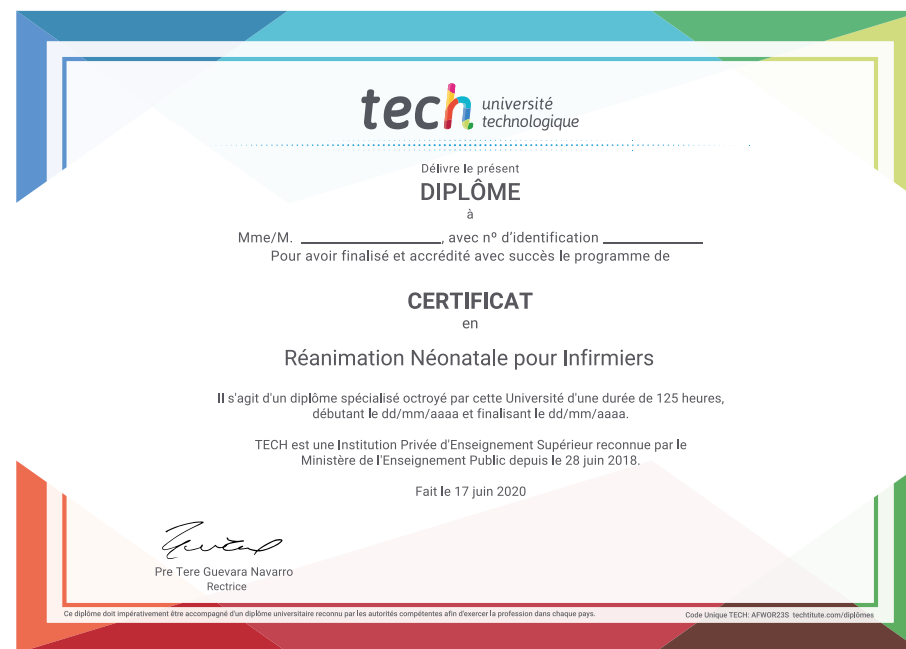 tech université
technologique
Délivre le présent
DIPLÔME
à
Mme/M. ____________________, avec nº d'identification ______________
Pour avoir finalisé et accrédité avec succès le programme de
CERTIFICAT
en
Réanimation Néonatale pour Infirmiers
Il s'agit d'un diplôme spécialisé octroyé par cette Université d'une durée de 125 heures,
débutant le dd/mm/aaaa et finalisant le dd/mm/aaaa.
TECH est une Institution Privée d'Enseignement Supérieur reconnue par le
Ministère de l'Enseignement Public depuis le 28 juin 2018.
Fait le 17 juin 2020
Pre Tere Guevara Navarro
Rectrice
Ce diplôme doit impérativement être accompagné d'un diplôme universitaire reconnu par les autorités compétentes afin d'exercer la profession dans chaque pays.
Code Unique TECH: AFWOR23S techtitute.com/diplômes